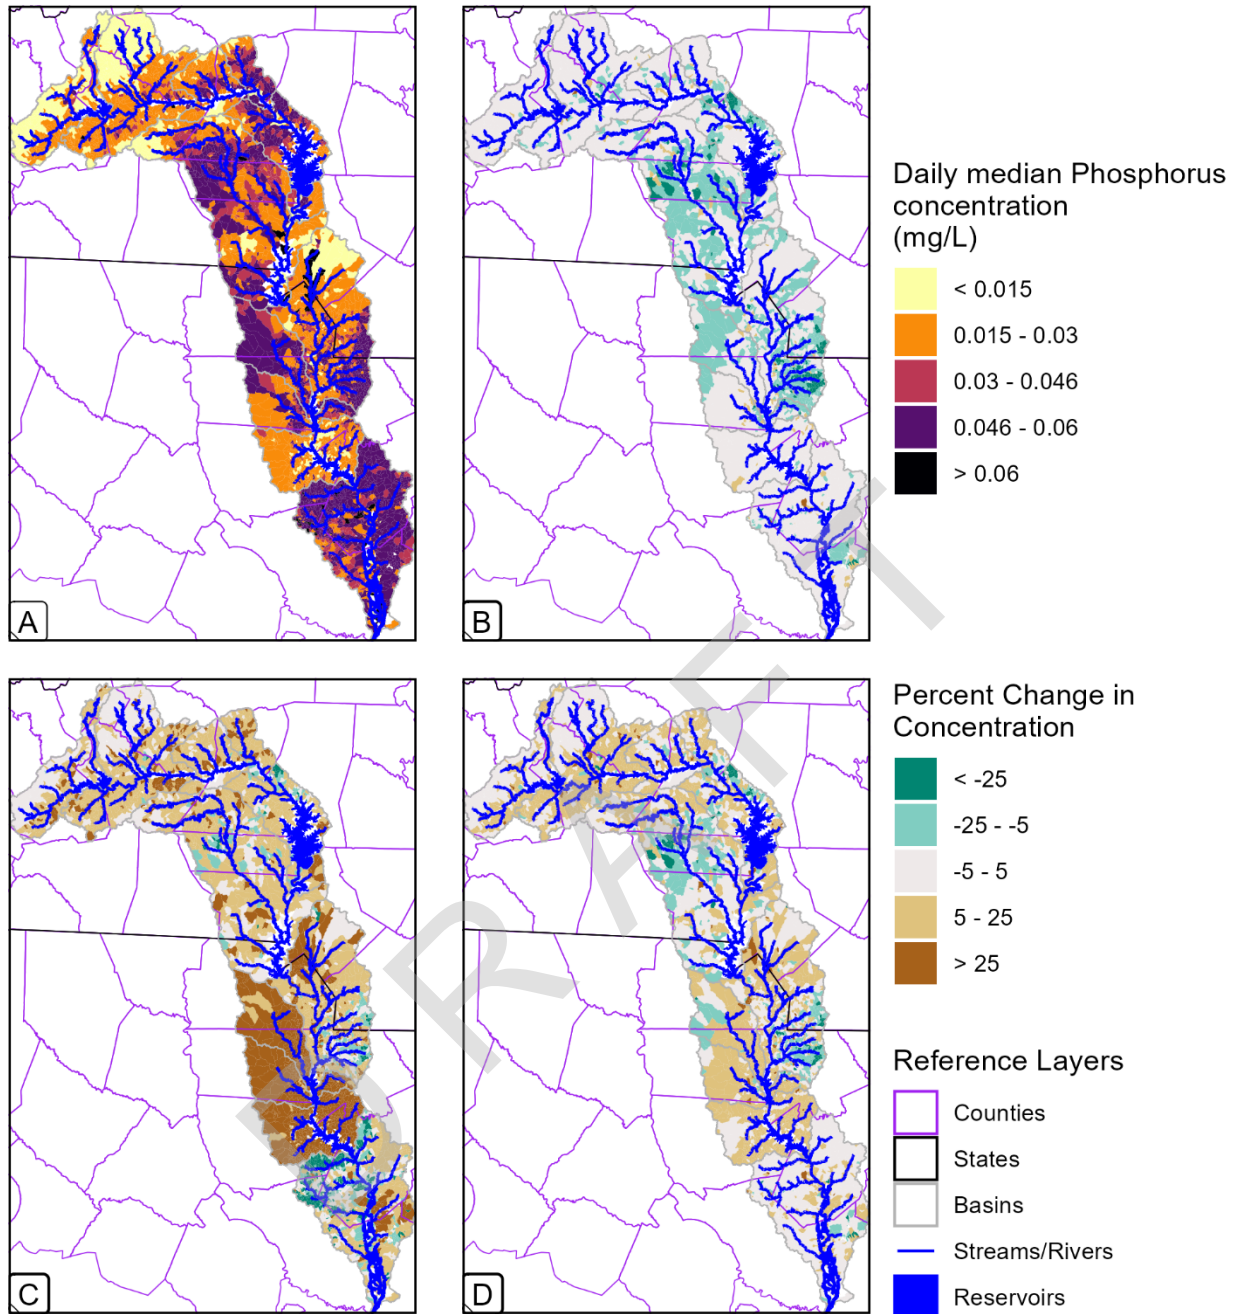 A
B
Daily median Phosphorus
concentration
(mg/L)
< 0.015
0.015 - 0.03
0.03 - 0.046
0.046 - 0.06
> 0.06
C
D
Percent Change in
Concentration
< -25
-25 - -5
-5 - 5
5 - 25
> 25
Reference Layers
Counties
States
Basins
Streams/Rivers
Reservoirs
DRAFT